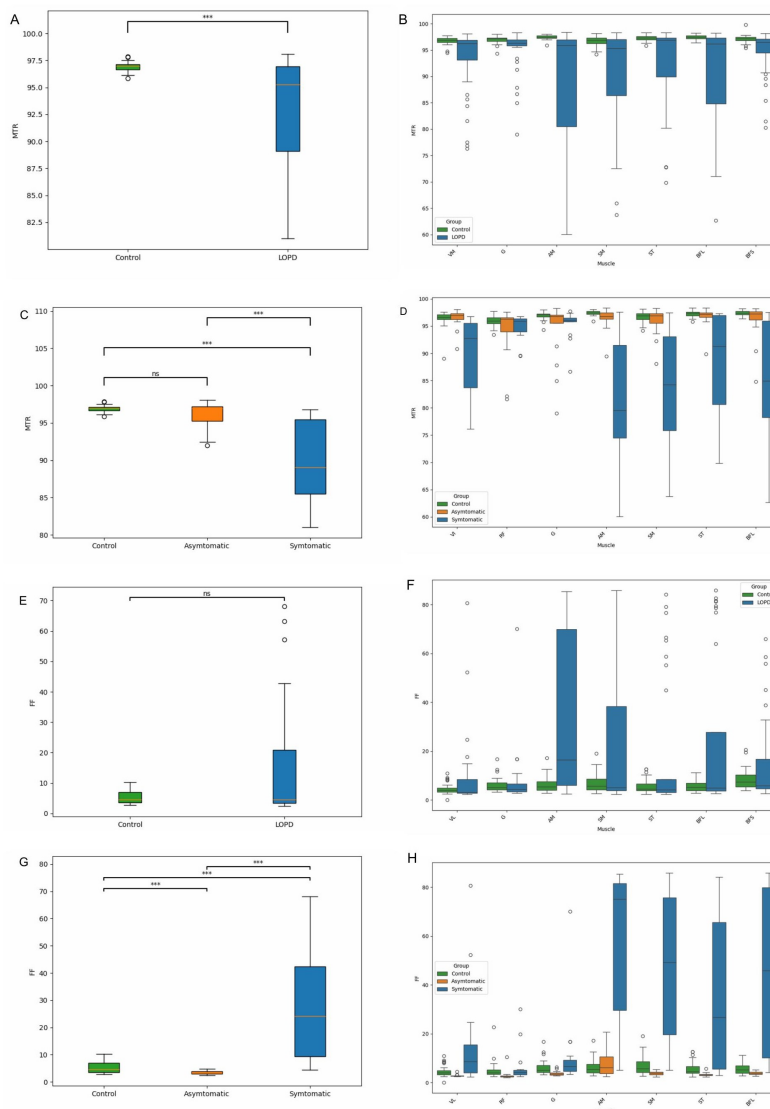 A
***
100.0
97.5
95.0
92.5
90.0
87.5
85.0
82.5
MTR
Control
LOPD
B
100
95
90
85
80
75
70
65
60
MTR
Group
Control
LOPD
VM
G
AM
SM
ST
BFL
BFS
Muscle
C
***
***
ns
110
105
100
95
90
85
80
MTR
Control
Asymtomatic
Symtomatic
D
100
95
90
85
80
75
70
65
60
MTR
Group
Control
Asymtomatic
Symtomatic
VI
RF
G
AM
SM
ST
BFL
Muscle
E
ns
70
60
50
40
30
20
10
0
FF
Control
LOPD
F
Group
Cont
LOPD
80
60
40
20
0
FF
VL
G
AM
SM
ST
BFL
BFS
Muscle
G
***
***
***
80
70
60
50
40
30
20
10
0
FF
Control
Asymtomatic
Symtomatic
H
80
60
40
20
0
FF
Group
Control
Asymtomatic
Symtomatic
VL
RF
G
AM
SM
ST
BFL
Muscle